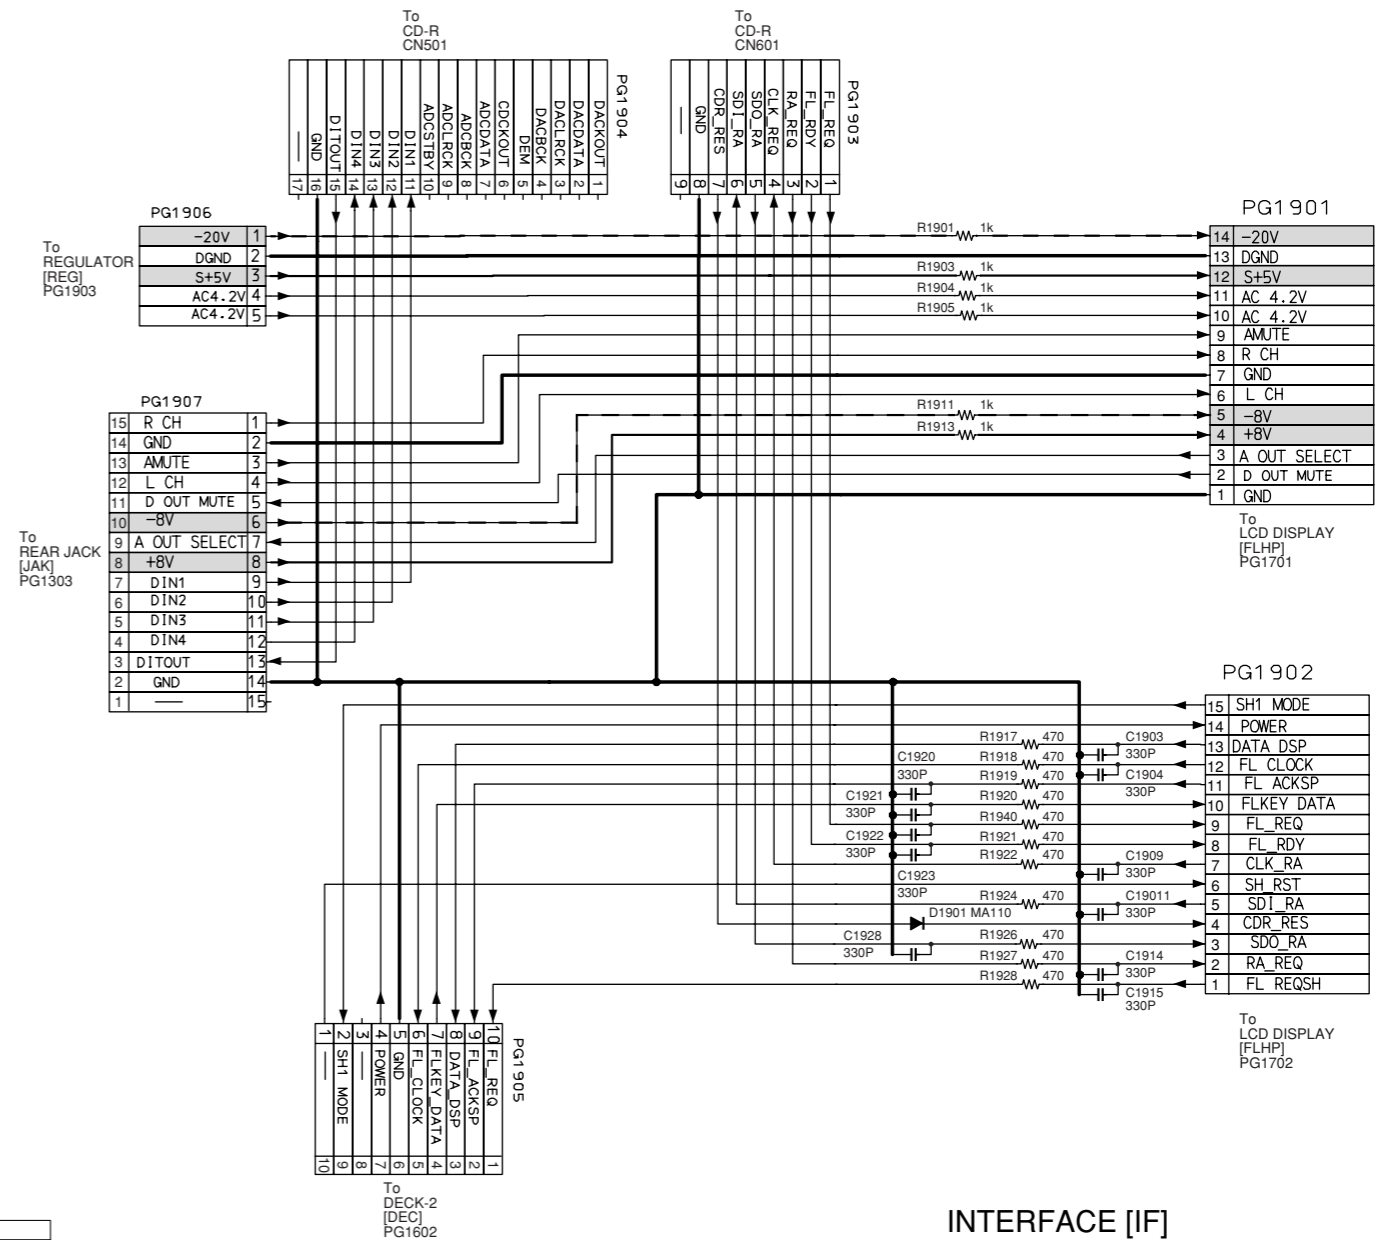 To
CD-R
CN501
To
CD-R
CN601
PG1904
DACKOUT 1
DACDATA 2
DACLRCK 3
DACBCK 4
DEM 5
CDCKOUT 6
ADCDATA 7
ADCBCK 8
ADCLRCK 9
ADCSTBY 10
DIN1 11
DIN2 12
DIN3 13
DIN4 14
DITOUT 15
GND 16
— 17
PG1903
FL_REQ 1
FL_RDY 2
RA_REQ 3
CLK_REQ 4
SDO_RA 5
SDI_RA 6
CDR_RES 7
GND 8
— 9
PG1906
To
REGULATOR
[REG]
PG1903
-20V 1
DGND 2
S+5V 3
AC4.2V 4
AC4.2V 5
R1901 1k
R1903 1k
R1904 1k
R1905 1k
R1911 1k
R1913 1k
PG1901
14 -20V
13 DGND
12 S+5V
11 AC 4.2V
10 AC 4.2V
9 AMUTE
8 R CH
7 GND
6 L CH
5 -8V
4 +8V
3 A OUT SELECT
2 D OUT MUTE
1 GND
To
LCD DISPLAY
[FLHP]
PG1701
PG1907
15 R CH 1
14 GND 2
13 AMUTE 3
12 L CH 4
11 D OUT MUTE 5
10 -8V 6
9 A OUT SELECT 7
8 +8V 8
7 DIN1 9
6 DIN2 10
5 DIN3 11
4 DIN4 12
3 DITOUT 13
2 GND 14
1 — 15
To
REAR JACK
[JAK]
PG1303
PG1902
15 SH1 MODE
14 POWER
13 DATA DSP
12 FL CLOCK
11 FL ACKSP
10 FLKEY DATA
9 FL_REQ
8 FL_RDY
7 CLK_RA
6 SH_RST
5 SDI_RA
4 CDR_RES
3 SDO_RA
2 RA_REQ
1 FL REQSH
To
LCD DISPLAY
[FLHP]
PG1702
R1917 470
R1918 470
R1919 470
R1920 470
R1940 470
R1921 470
R1922 470
R1924 470
D1901 MA110
R1926 470
R1927 470
R1928 470
C1903
330P
C1904
330P
C1909
330P
C19011
330P
C1914
330P
C1915
330P
C1920
330P
C1921
330P
C1922
330P
C1923
330P
C1928
330P
PG1905
1 — 10
2 SH1 MODE 9
3 — 8
4 POWER 7
5 GND 6
6 FL_CLOCK 5
7 FLKEY_DATA 4
8 DATA_DSP 3
9 FL_ACKSP 2
10 FL_REQ 1
To
DECK-2
[DEC]
PG1602
INTERFACE [IF]